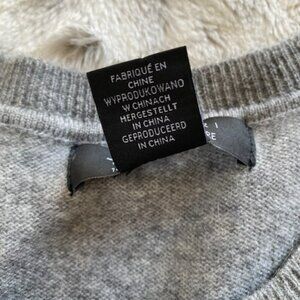 FABRIQUÉ EN
CHINE
WYPRODUKOWANO
W CHINACH
HERGESTELLT
IN CHINA
GEPRODUCEERD
IN CHINA